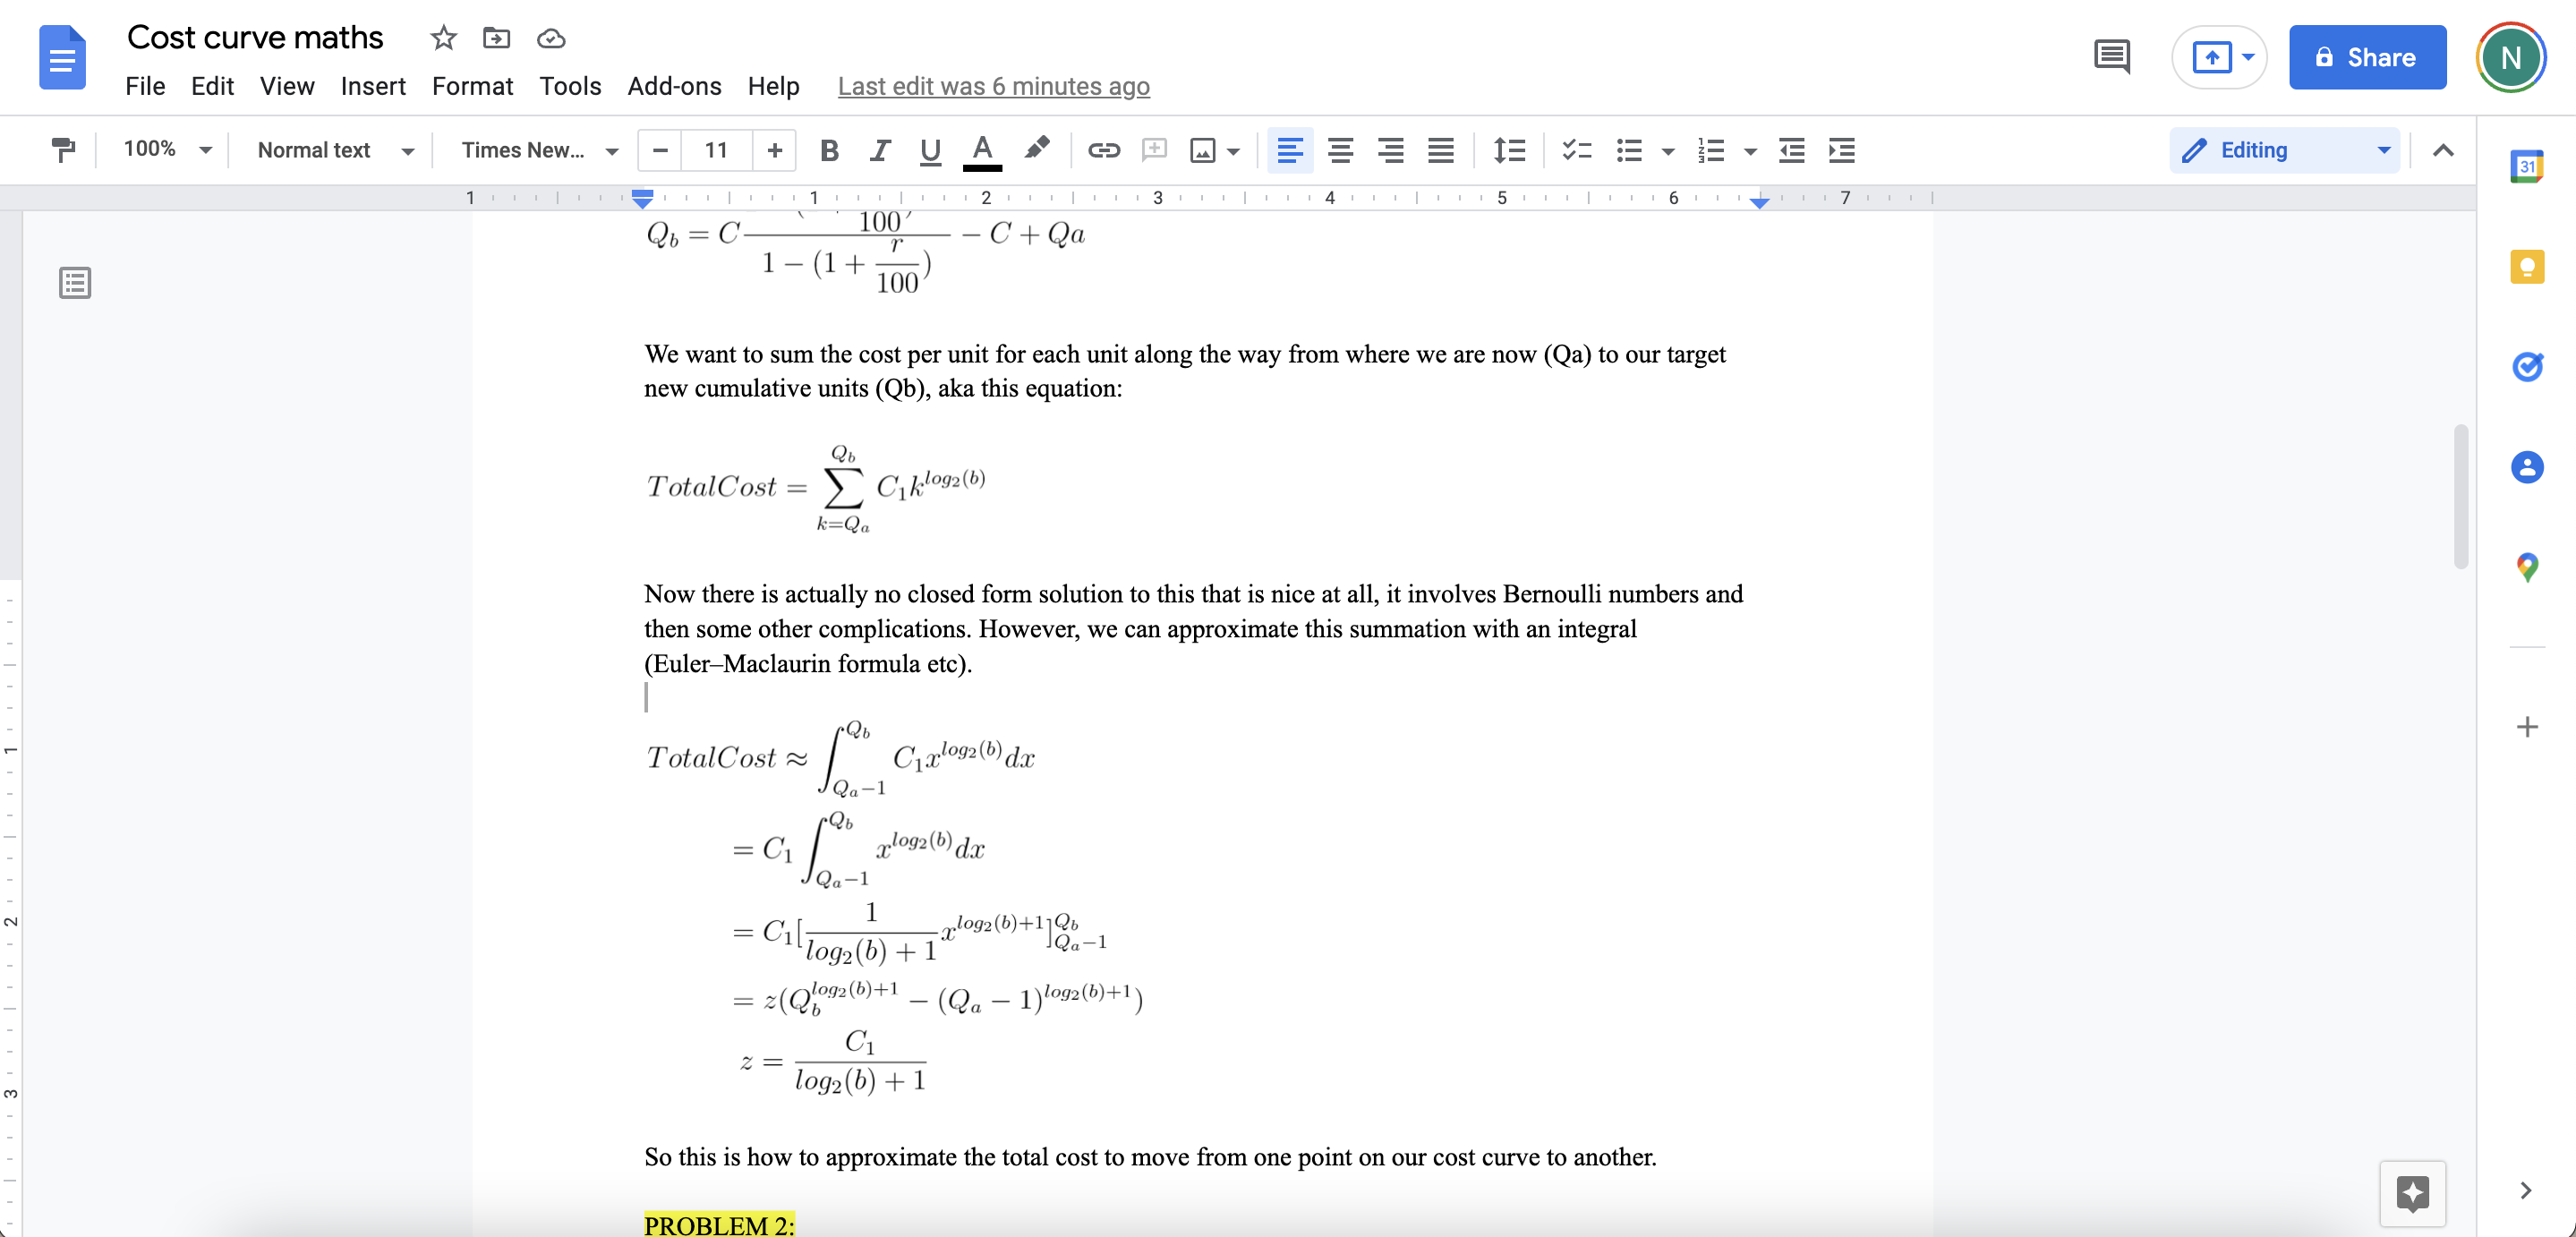 Cost curve maths
File Edit View Insert Format Tools Add-ons Help Last edit was 6 minutes ago
Share
N
100% Normal text Times New... − 11 + B I U A Editing
31
1 1 2 3 4 5 6 7
Q_b = C \frac{100}{1 − (1 + \frac{r}{100})} − C + Qa
We want to sum the cost per unit for each unit along the way from where we are now (Qa) to our target
new cumulative units (Qb), aka this equation:
TotalCost = \sum_{k=Q_a}^{Q_b} C_1 k^{log_2(b)}
Now there is actually no closed form solution to this that is nice at all, it involves Bernoulli numbers and
then some other complications. However, we can approximate this summation with an integral
(Euler–Maclaurin formula etc).
TotalCost ≈ \int_{Q_a−1}^{Q_b} C_1 x^{log_2(b)} dx
= C_1 \int_{Q_a−1}^{Q_b} x^{log_2(b)} dx
= C_1 [\frac{1}{log_2(b) + 1} x^{log_2(b)+1}]_{Q_a−1}^{Q_b}
= z(Q_b^{log_2(b)+1} − (Q_a − 1)^{log_2(b)+1})
z = \frac{C_1}{log_2(b) + 1}
So this is how to approximate the total cost to move from one point on our cost curve to another.
PROBLEM 2:
1
2
3